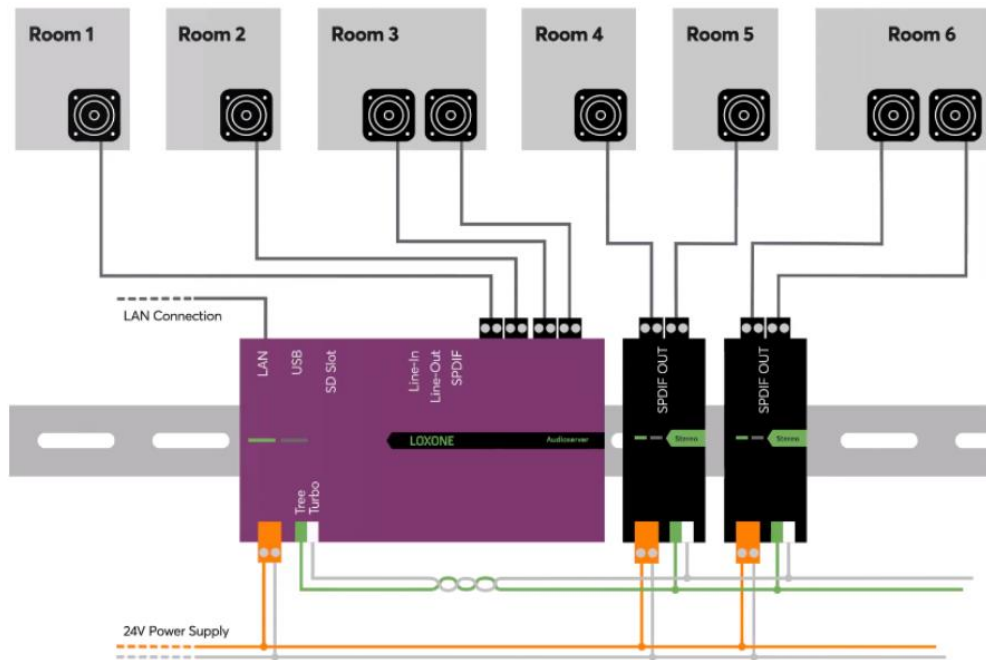 Room 1
Room 2
Room 3
Room 4
Room 5
Room 6
LAN Connection
LAN
USB
SD Slot
Line-In
Line-Out
SPDIF
SPDIF OUT
SPDIF OUT
LOXONE
Audioserver
Stereo
Stereo
Tree
Turbo
24V Power Supply